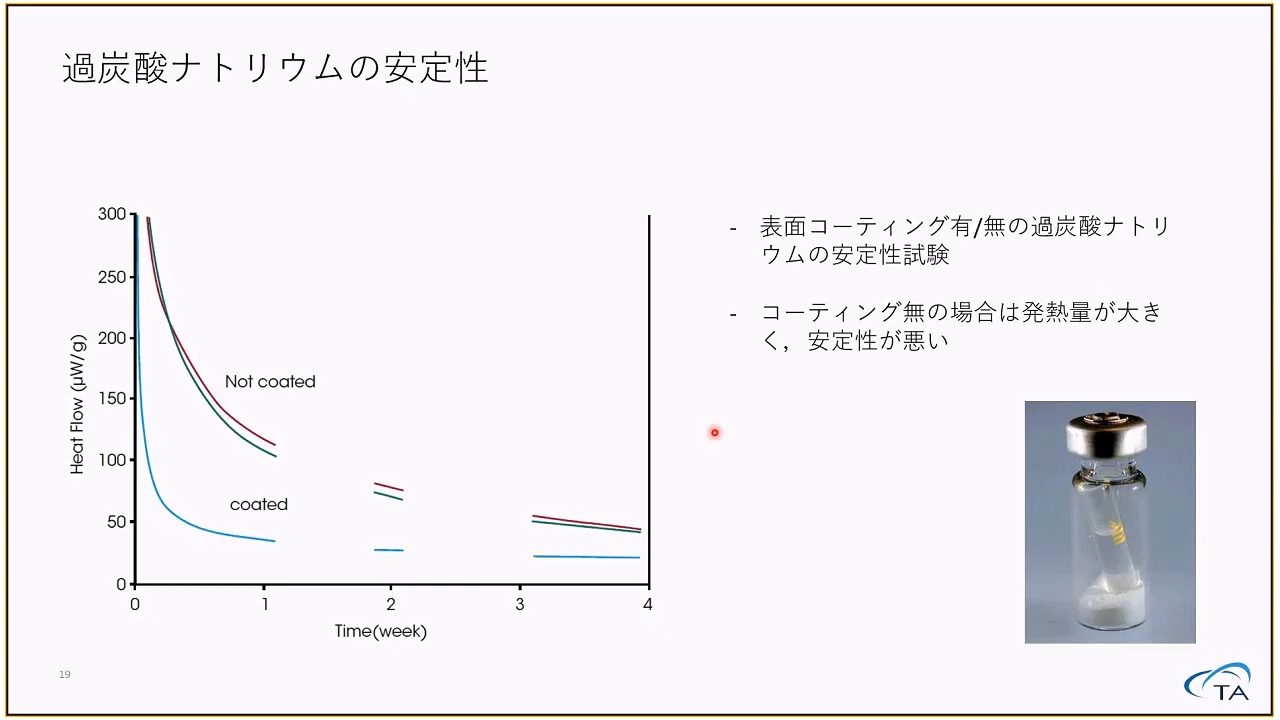 過炭酸ナトリウムの安定性
300
250
200
150
100
50
0
Heat Flow (μW/g)
Not coated
coated
0 1 2 3 4
Time(week)
- 表面コーティング有/無の過炭酸ナトリ
ウムの安定性試験
- コーティング無の場合は発熱量が大き
く，安定性が悪い
19
TA